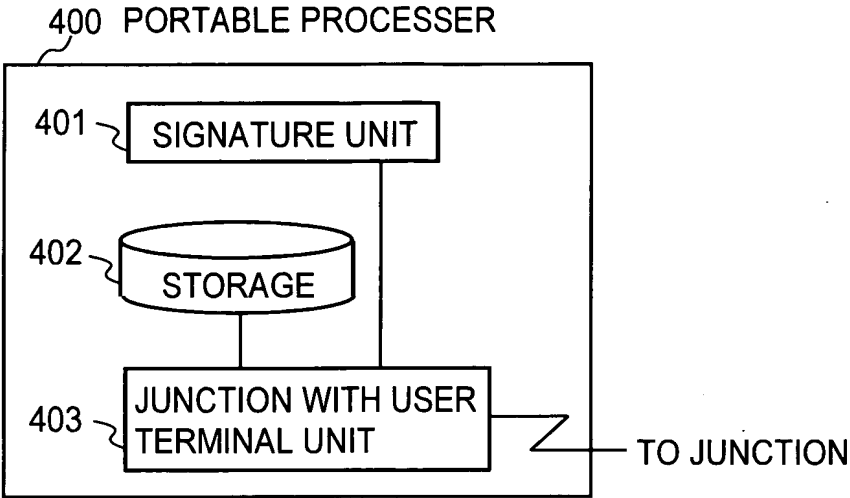 400 PORTABLE PROCESSER
401
SIGNATURE UNIT
402
STORAGE
403
JUNCTION WITH USER
TERMINAL UNIT
TO JUNCTION